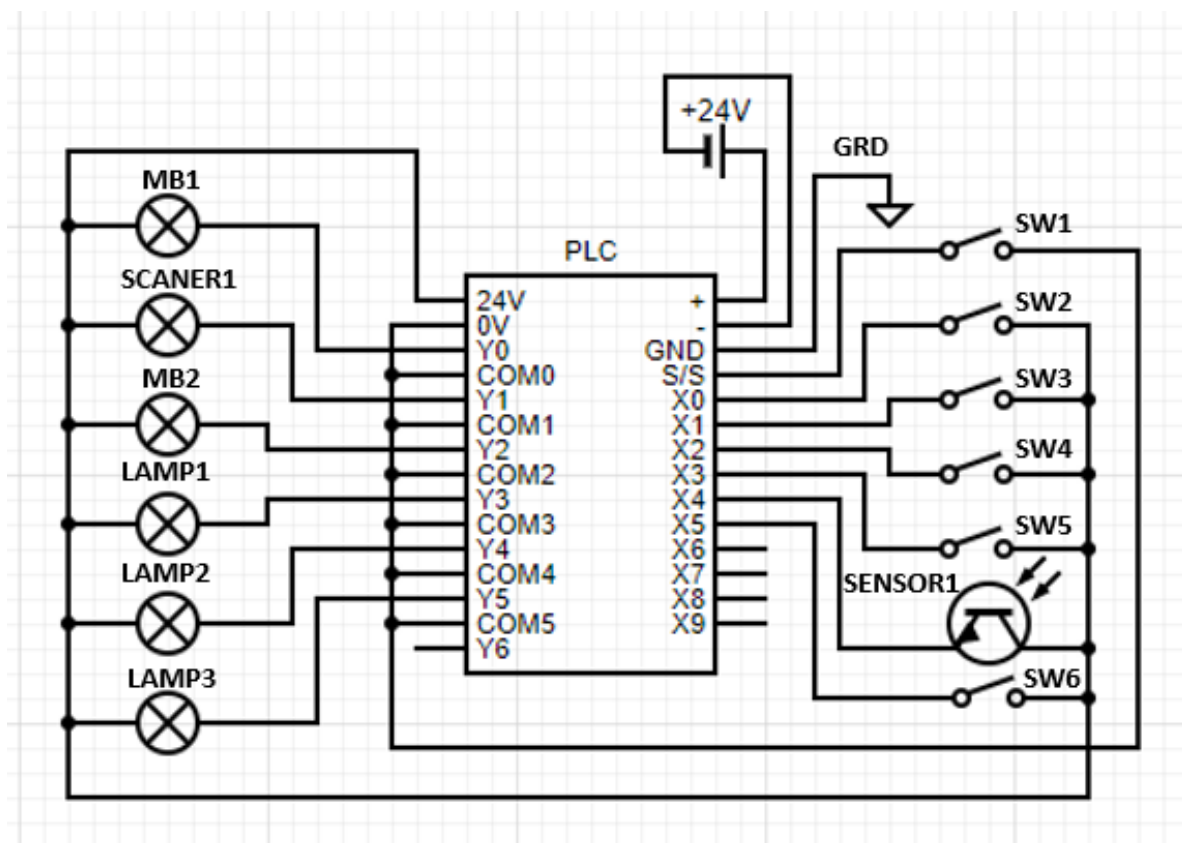 +24V
GRD
MB1
SW1
PLC
SCANER1
24V
+
SW2
0V
-
Y0
GND
COM0
S/S
MB2
Y1
X0
SW3
COM1
X1
Y2
X2
SW4
LAMP1
COM2
X3
Y3
X4
COM3
X5
SW5
Y4
X6
LAMP2
COM4
X7
SENSOR1
Y5
X8
COM5
X9
Y6
LAMP3
SW6